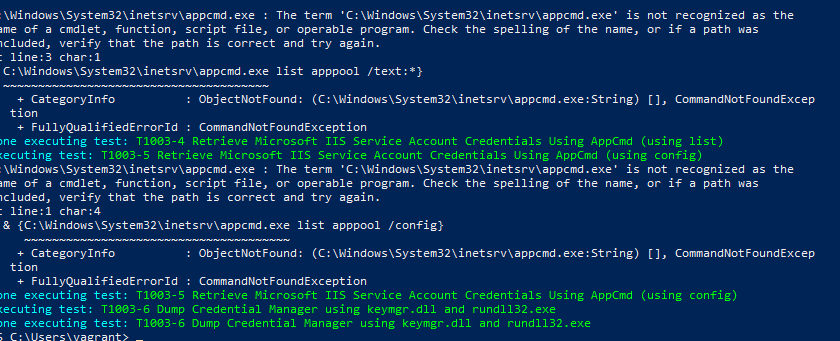 :\Windows\System32\inetsrv\appcmd.exe : The term 'C:\Windows\System32\inetsrv\appcmd.exe' is not recognized as the
ame of a cmdlet, function, script file, or operable program. Check the spelling of the name, or if a path was
ncluded, verify that the path is correct and try again.
t line:3 char:1
C:\Windows\System32\inetsrv\appcmd.exe list apppool /text:*}
~~~~~~~~~~~~~~~~~~~~~~~~~~~~~~~~~~~~~~
+ CategoryInfo : ObjectNotFound: (C:\Windows\System32\inetsrv\appcmd.exe:String) [], CommandNotFoundExcep
tion
+ FullyQualifiedErrorId : CommandNotFoundException
one executing test: T1003-4 Retrieve Microsoft IIS Service Account Credentials Using AppCmd (using list)
xecuting test: T1003-5 Retrieve Microsoft IIS Service Account Credentials Using AppCmd (using config)
:\Windows\System32\inetsrv\appcmd.exe : The term 'C:\Windows\System32\inetsrv\appcmd.exe' is not recognized as the
ame of a cmdlet, function, script file, or operable program. Check the spelling of the name, or if a path was
ncluded, verify that the path is correct and try again.
t line:1 char:4
& {C:\Windows\System32\inetsrv\appcmd.exe list apppool /config}
~~~~~~~~~~~~~~~~~~~~~~~~~~~~~~~~~~~~~~
+ CategoryInfo : ObjectNotFound: (C:\Windows\System32\inetsrv\appcmd.exe:String) [], CommandNotFoundExcep
tion
+ FullyQualifiedErrorId : CommandNotFoundException
one executing test: T1003-5 Retrieve Microsoft IIS Service Account Credentials Using AppCmd (using config)
xecuting test: T1003-6 Dump Credential Manager using keymgr.dll and rundll32.exe
one executing test: T1003-6 Dump Credential Manager using keymgr.dll and rundll32.exe
S C:\Users\vagrant> _